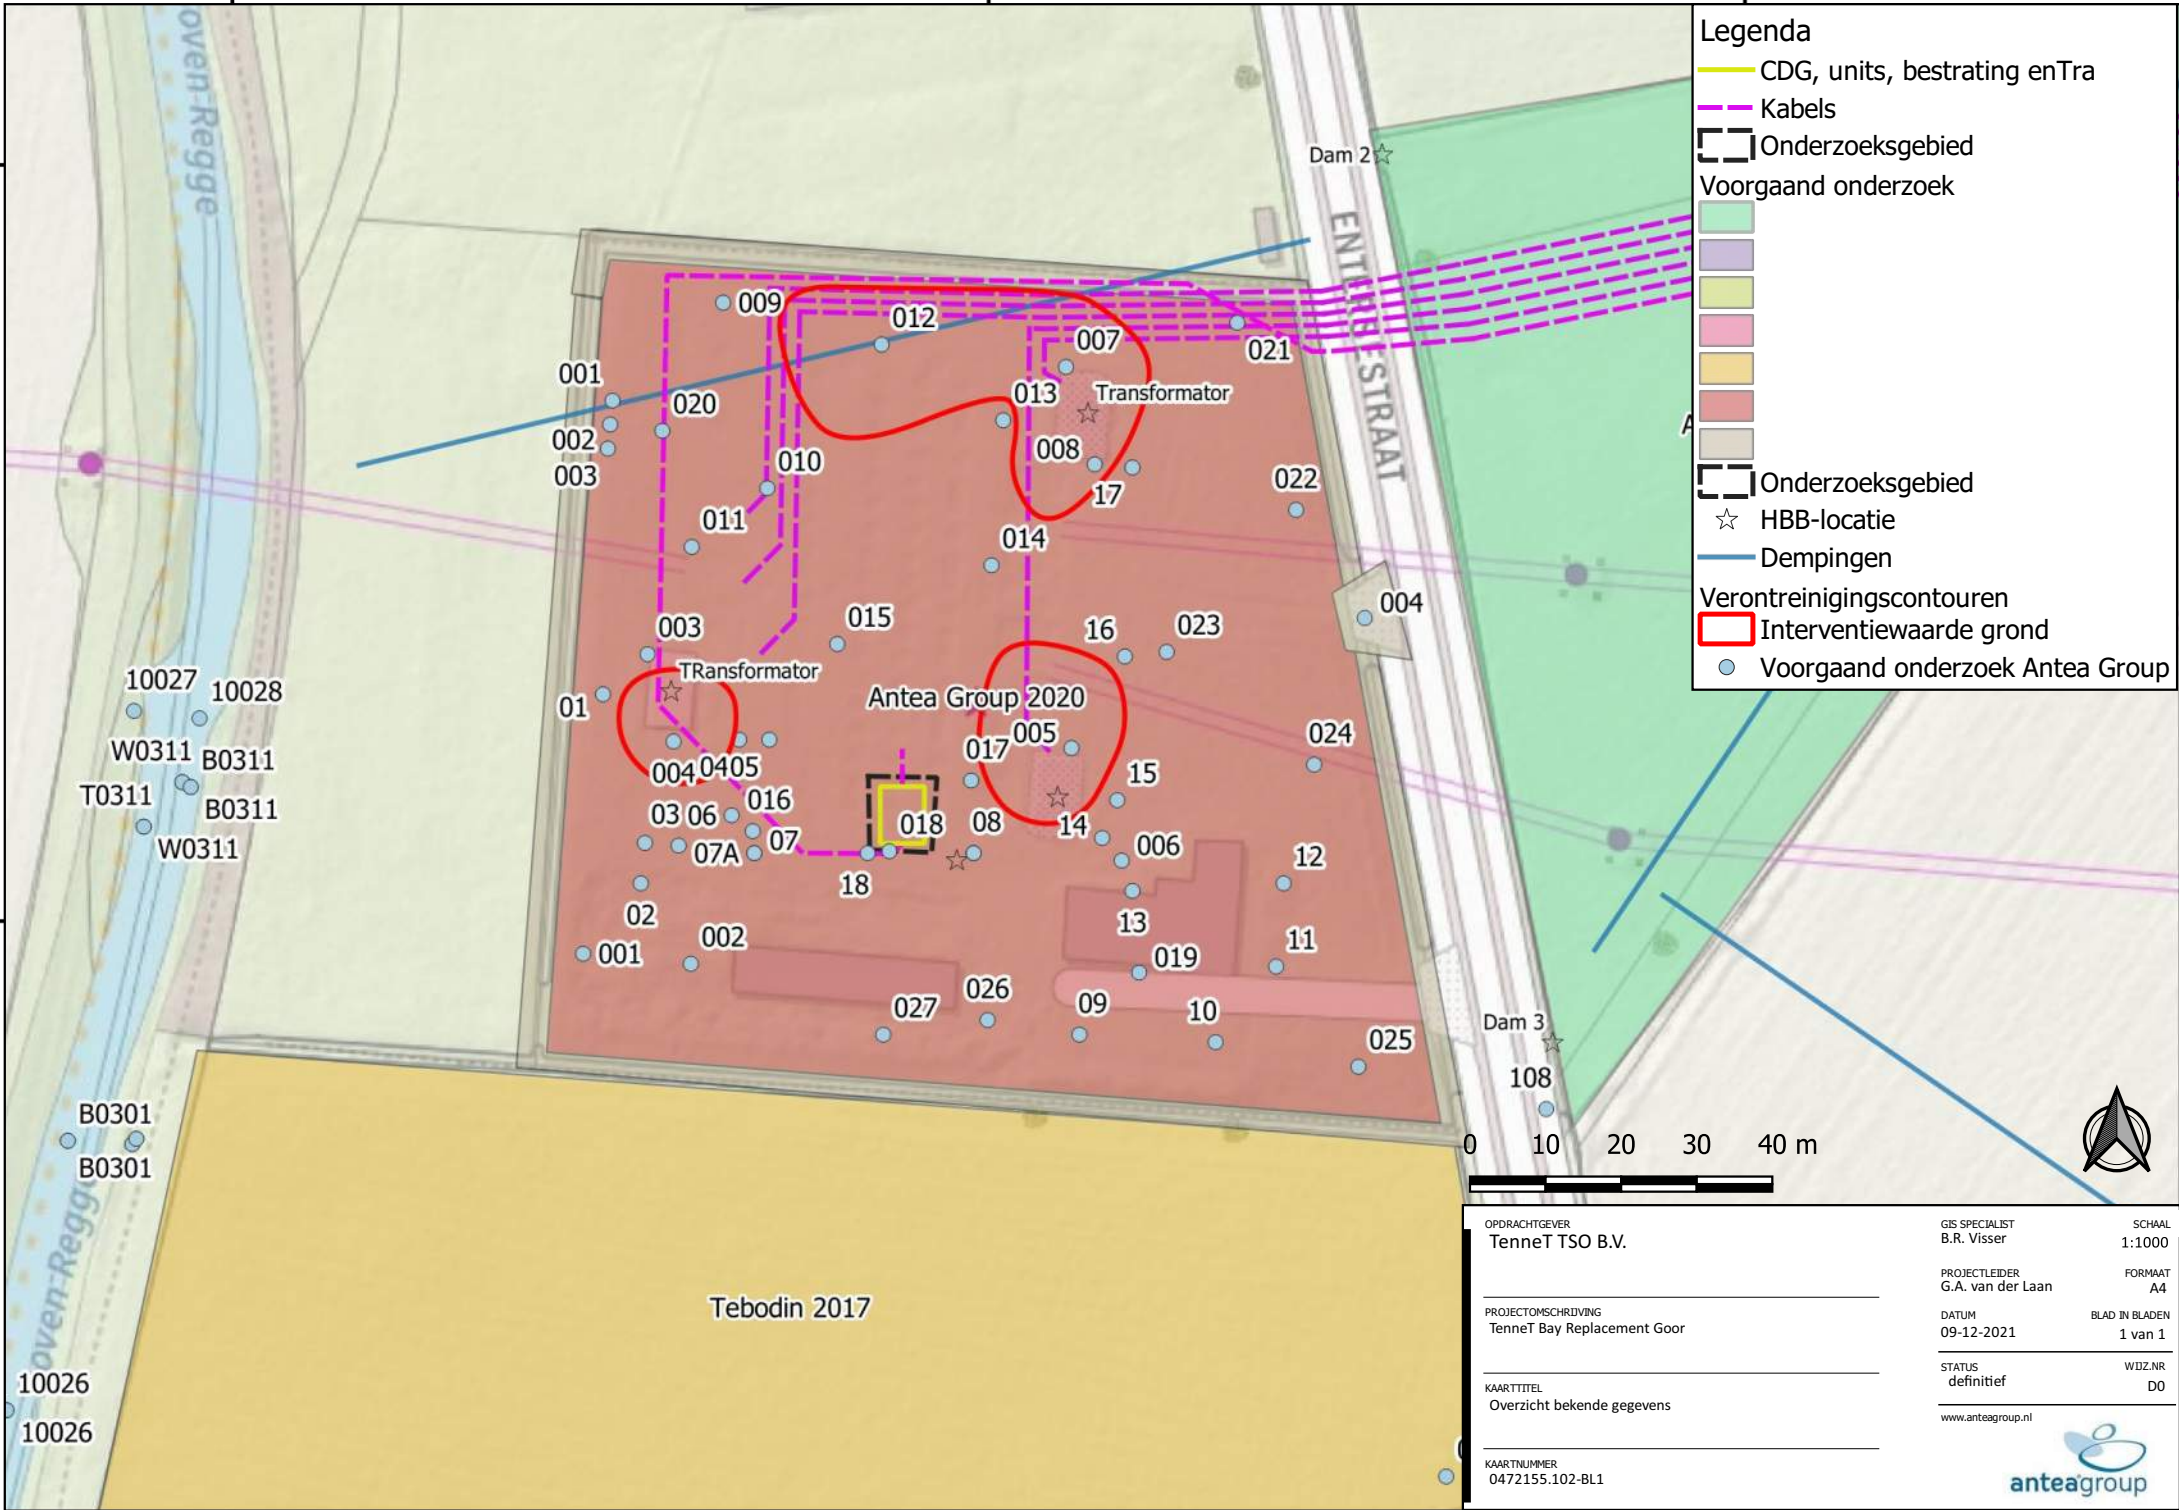 Legenda
CDG, units, bestrating enTra
Kabels
Onderzoeksgebied
Voorgaand onderzoek
Onderzoeksgebied
HBB-locatie
Dempingen
Verontreinigingscontouren
Interventiewaarde grond
Voorgaand onderzoek Antea Group
oven-Regge
Dam 2
ENTERSESTRAAT
009
012
007
021
001
020
013
Transformator
002
003
010
008
17
022
011
014
004
003
015
16
023
TRansformator
10027
10028
01
Antea Group 2020
W0311
B0311
005
017
024
004
04
05
15
T0311
B0311
016
03
06
018
08
14
W0311
07A
07
006
12
18
02
002
13
11
001
019
026
027
09
10
Dam 3
025
108
B0301
B0301
0 10 20 30 40 m
oven-Regge
Tebodin 2017
10026
10026
OPDRACHTGEVER
TenneT TSO B.V.
PROJECTOMSCHRIJVING
TenneT Bay Replacement Goor
KAARTTITEL
Overzicht bekende gegevens
KAARTNUMMER
0472155.102-BL1
GIS SPECIALIST
B.R. Visser
SCHAAL
1:1000
PROJECTLEIDER
G.A. van der Laan
FORMAAT
A4
DATUM
09-12-2021
BLAD IN BLADEN
1 van 1
STATUS
definitief
WIJZ.NR
D0
www.anteagroup.nl
anteagroup